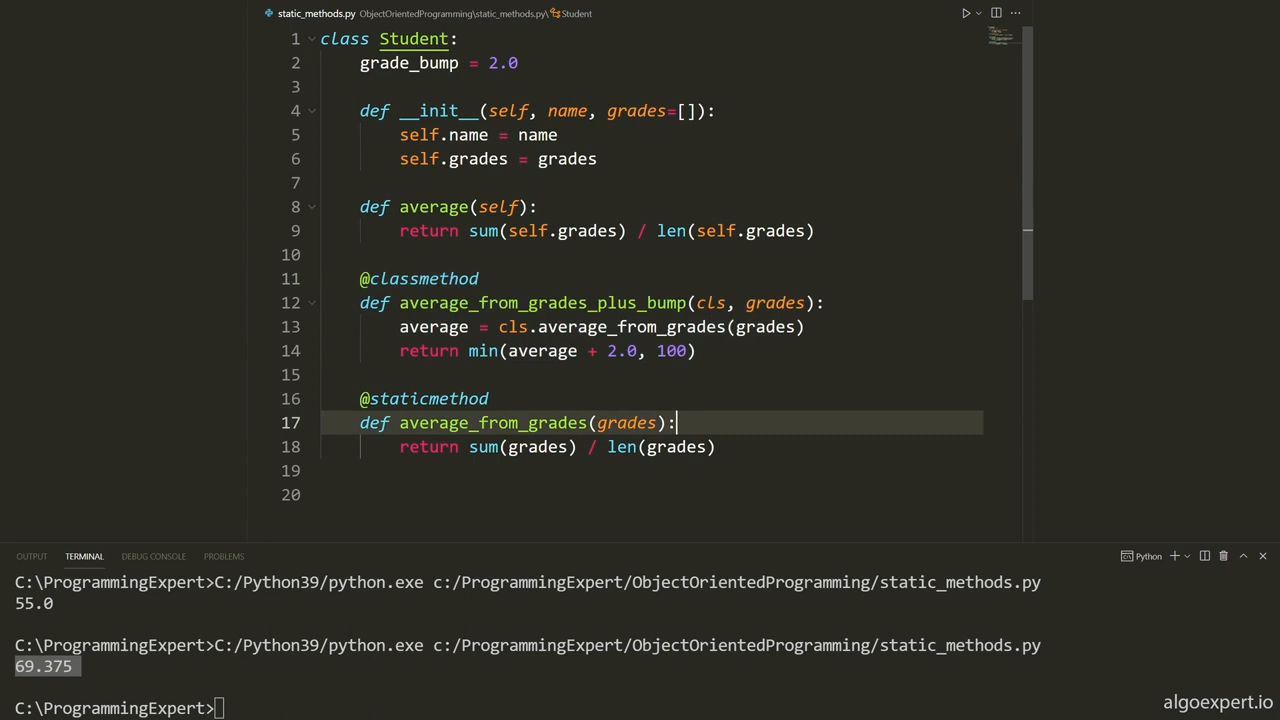 static_methods.py ObjectOrientedProgramming\static_methods.py\Student
1 class Student:
2     grade_bump = 2.0
3
4     def __init__(self, name, grades=[]):
5         self.name = name
6         self.grades = grades
7
8     def average(self):
9         return sum(self.grades) / len(self.grades)
10
11     @classmethod
12     def average_from_grades_plus_bump(cls, grades):
13         average = cls.average_from_grades(grades)
14         return min(average + 2.0, 100)
15
16     @staticmethod
17     def average_from_grades(grades):
18         return sum(grades) / len(grades)
19
20
OUTPUT TERMINAL DEBUG CONSOLE PROBLEMS Python
C:\ProgrammingExpert>C:/Python39/python.exe c:/ProgrammingExpert/ObjectOrientedProgramming/static_methods.py
55.0
C:\ProgrammingExpert>C:/Python39/python.exe c:/ProgrammingExpert/ObjectOrientedProgramming/static_methods.py
69.375
C:\ProgrammingExpert>
algoexpert.io